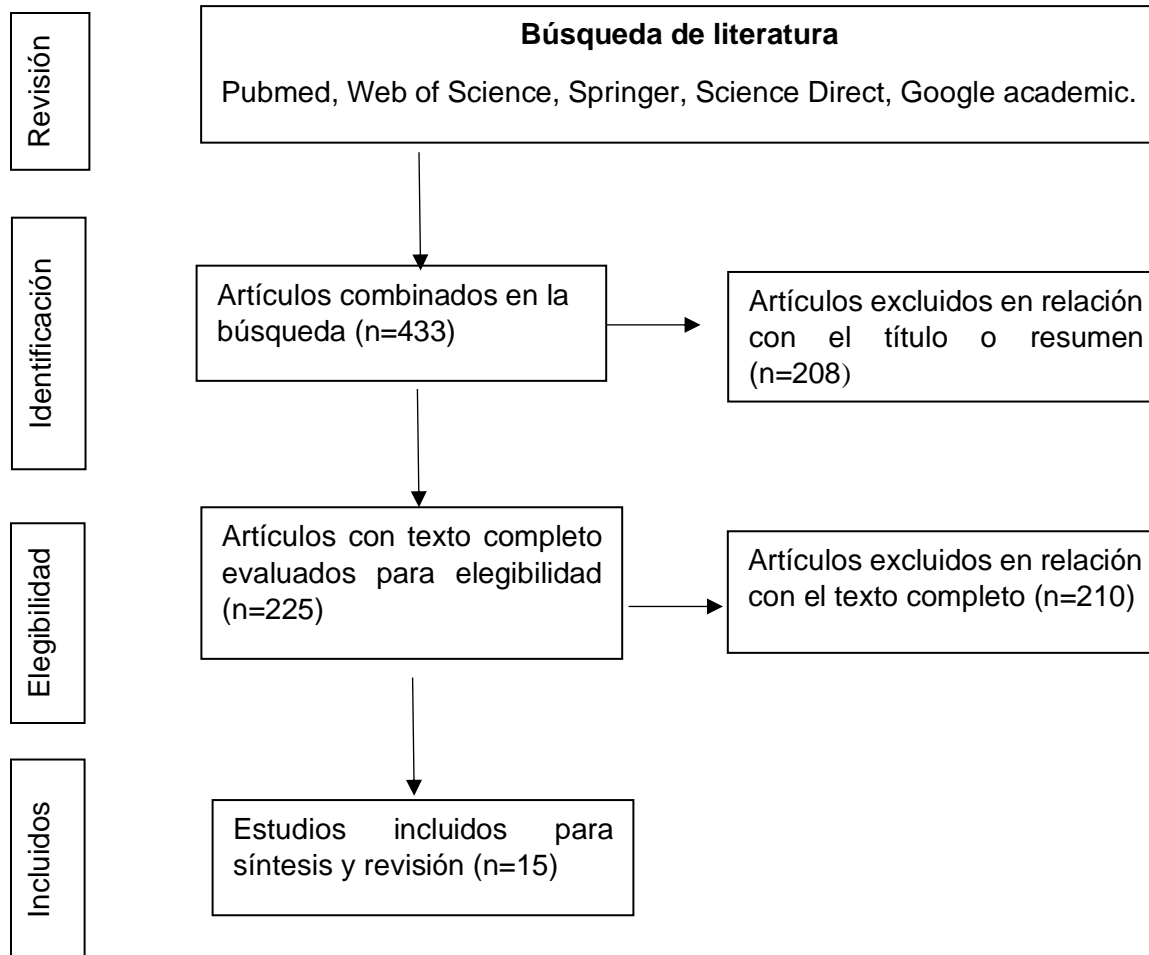 Revisión
Búsqueda de literatura
Pubmed, Web of Science, Springer, Science Direct, Google academic.
Identificación
Artículos combinados en la
búsqueda (n=433)
Artículos excluidos en relación
con el título o resumen
(n=208)
Elegibilidad
Artículos con texto completo
evaluados para elegibilidad
(n=225)
Artículos excluidos en relación
con el texto completo (n=210)
Incluidos
Estudios incluidos para
síntesis y revisión (n=15)